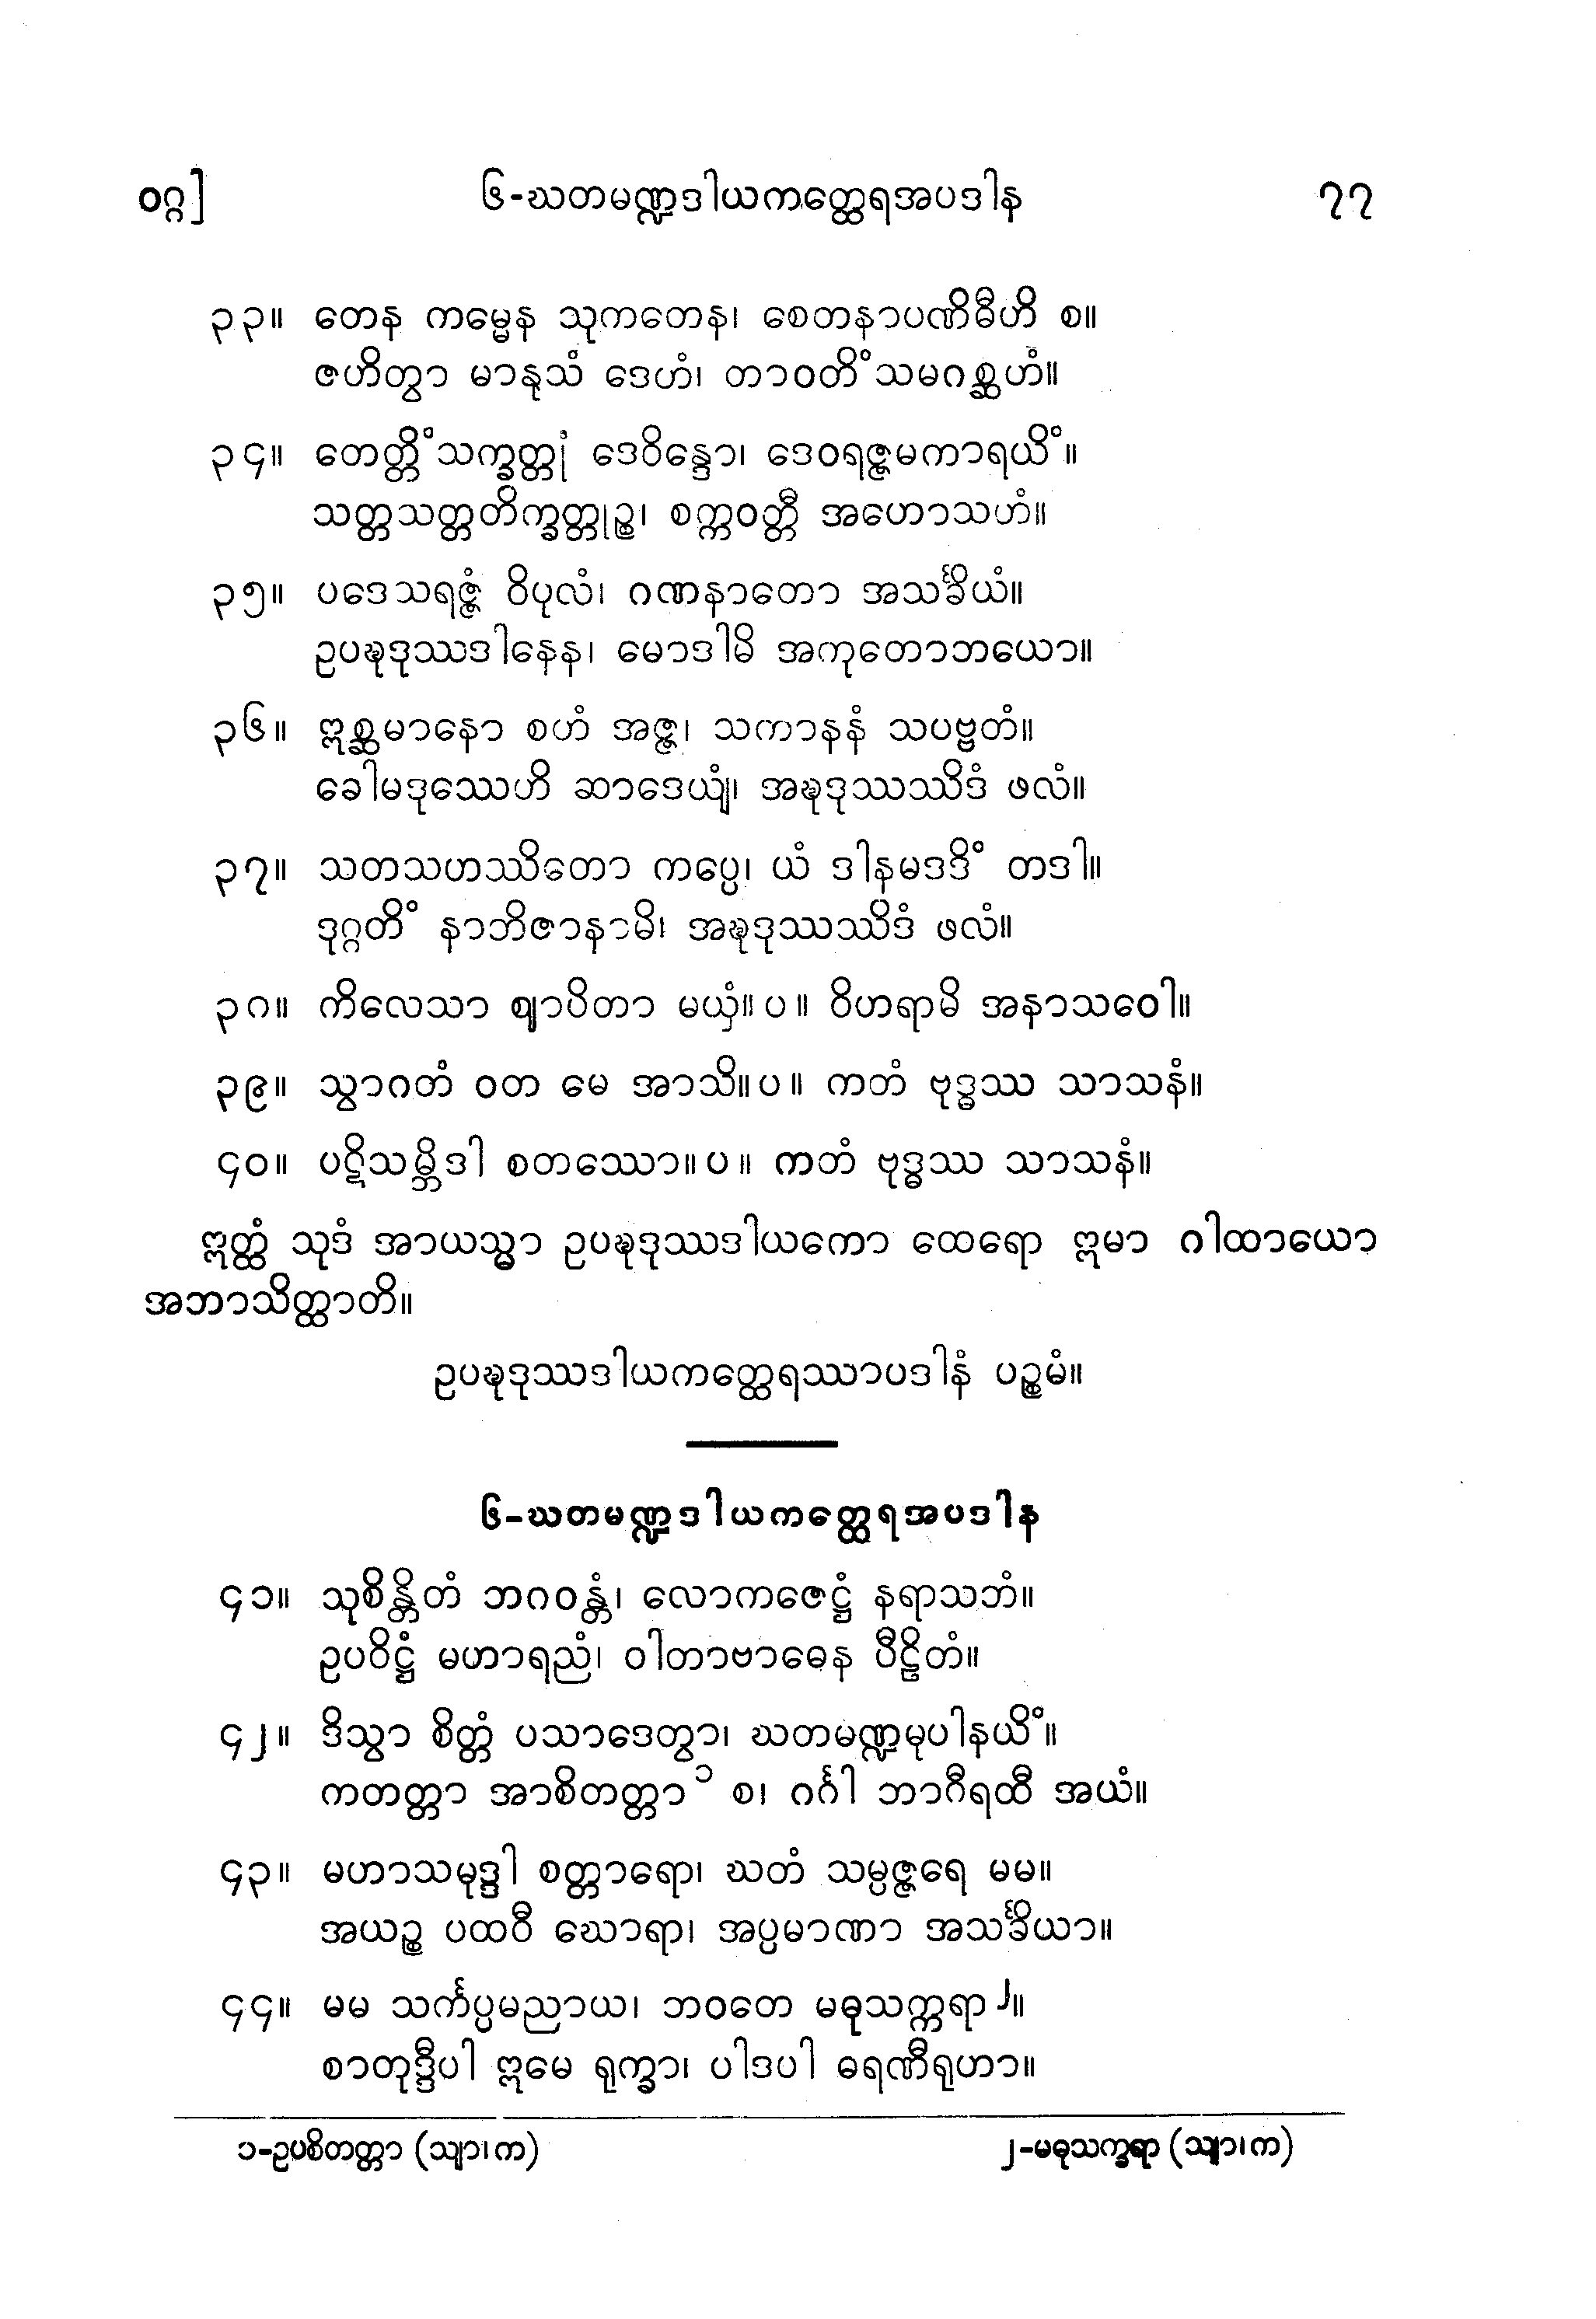 ဝဂ္ဂ]
၆-ဃတမဏ္ဍဒါယကတ္ထေရအပဒါန
၇၇
၃၃။ တေန ကမ္မေန သုကတေန၊ စေတနာပဏိဓီဟိ စ။
ဇဟိတွာ မာနုသံ ဒေဟံ၊ တာဝတိံသမဂစ္ဆဟံ။
၃၄။ တေတ္တိံသက္ခတ္တုံ ဒေဝိန္ဒော၊ ဒေဝရဇ္ဇမကာရယိံ။
သတ္တသတ္တတိက္ခတ္တုဉ္စ၊ စက္ကဝတ္တီ အဟောသဟံ။
၃၅။ ပဒေသရဇ္ဇံ ဝိပုလံ၊ ဂဏနာတော အသင်္ခိယံ။
ဥပဍ္ဎဒုဿဒါနေန၊ မောဒါမိ အကုတောဘယော။
၃၆။ ဣစ္ဆမာနော စဟံ အဇ္ဇ၊ သကာနနံ သပဗ္ဗတံ။
ခေါမဒုဿေဟိ ဆာဒေယျံ၊ အဍ္ဎဒုဿဿိဒံ ဖလံ။
၃၇။ သတသဟဿိတော ကပ္ပေ၊ ယံ ဒါနမဒဒိံ တဒါ။
ဒုဂ္ဂတိံ နာဘိဇာနာမိ၊ အဍ္ဎဒုဿဿိဒံ ဖလံ။
၃၈။ ကိလေသာ ဈာပိတာ မယှံ။ ပ။ ဝိဟရာမိ အနာသဝေါ။
၃၉။ သွာဂတံ ဝတ မေ အာသိ။ ပ။ ကတံ ဗုဒ္ဓဿ သာသနံ။
၄၀။ ပဋိသမ္ဘိဒါ စတဿော။ ပ။ ကတံ ဗုဒ္ဓဿ သာသနံ။
ဣတ္ထံ သုဒံ အာယသ္မာ ဥပဍ္ဎဒုဿဒါယကော ထေရော ဣမာ ဂါထာယော
အဘာသိတ္ထာတိ။
ဥပဍ္ဎဒုဿဒါယကတ္ထေရဿာပဒါနံ ပဉ္စမံ။
၆-ဃတမဏ္ဍဒါယကတ္ထေရအပဒါန
၄၁။ သုစိန္တိတံ ဘဂဝန္တံ၊ လောကဇေဋ္ဌံ နရာသဘံ။
ဥပဝိဋ္ဌံ မဟာရညံ၊ ဝါတာဗာဓေန ပီဠိတံ။
၄၂။ ဒိသွာ စိတ္တံ ပသာဒေတွာ၊ ဃတမဏ္ဍမုပါနယိံ။
ကတတ္တာ အာစိတတ္တာ ၁ စ၊ ဂင်္ဂါ ဘာဂီရထီ အယံ။
၄၃။ မဟာသမုဒ္ဒါ စတ္တာရော၊ ဃတံ သမ္ပဇ္ဇရေ မမ။
အယဉ္စ ပထဝီ ဃောရာ၊ အပ္ပမာဏာ အသင်္ခိယာ။
၄၄။ မမ သင်္ကပ္ပမညာယ၊ ဘဝတေ မဓုသက္ကရာ ၂။
စာတုဒ္ဒီပါ ဣမေ ရုက္ခာ၊ ပါဒပါ ဓရဏီရုဟာ။
၁-ဥပစိတတ္တာ (သျာ၊က)
၂-မဓုသက္ခရာ (သျာ၊က)